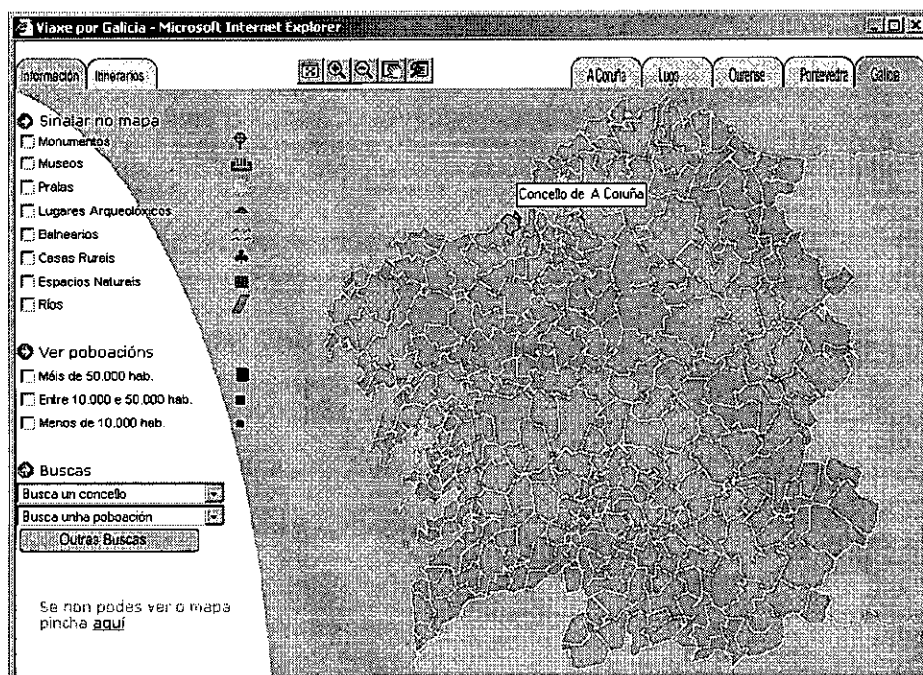 Viaxe por Galicia - Microsoft Internet Explorer
Información Itinerarios
A Coruña Lugo Ourense Pontevedra Galicia
Sinalar no mapa
Monumentos
Museos
Praias
Lugares Arqueolóxicos
Balnearios
Casas Rurais
Espacios Naturais
Ríos
Concello de A Coruña
Ver poboacións
Máis de 50.000 hab.
Entre 10.000 e 50.000 hab.
Menos de 10.000 hab.
Buscas
Busca un concello
Busca unha poboación
Outras Buscas
Se non podes ver o mapa
pincha aquí